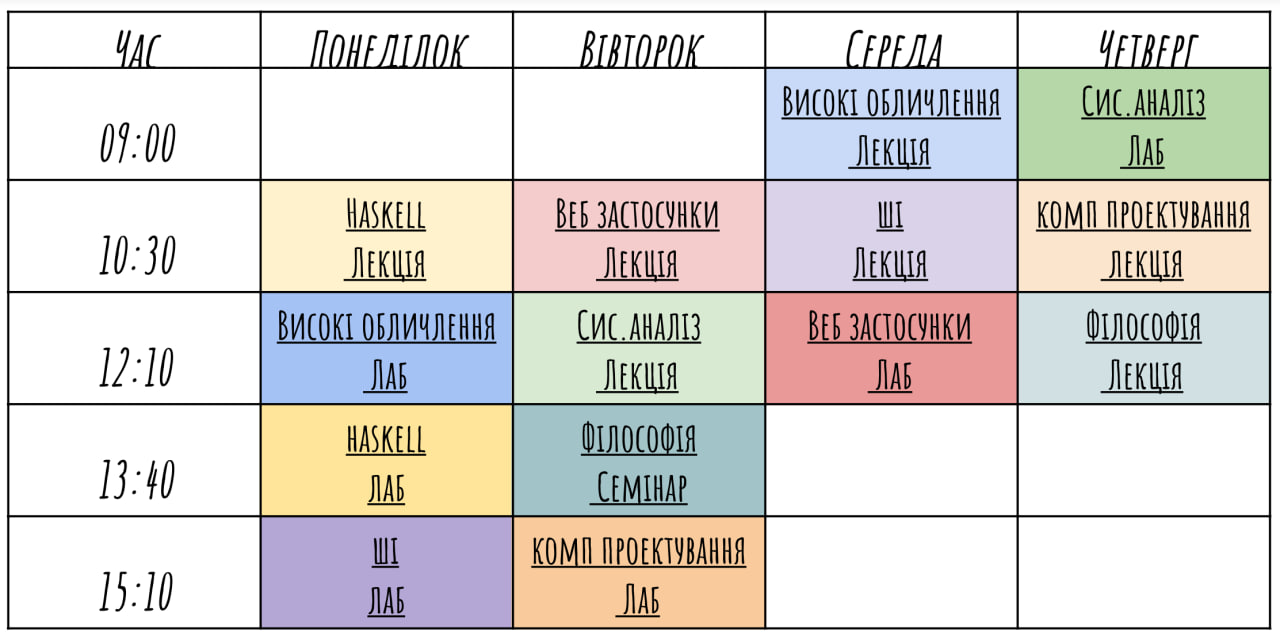 Час Понеділок Вівторок Середа Четверг
09:00
Високі обличлення
Лекція
Сис.аналіз
Лаб
10:30
Haskell
Лекція
Веб застосунки
Лекція
ші
Лекція
комп проектування
лекція
12:10
Високі обличлення
Лаб
Сис.аналіз
Лекція
Веб застосунки
Лаб
Філософія
Лекція
13:40
haskell
лаб
Філософія
Семінар
15:10
ші
лаб
комп проектування
Лаб